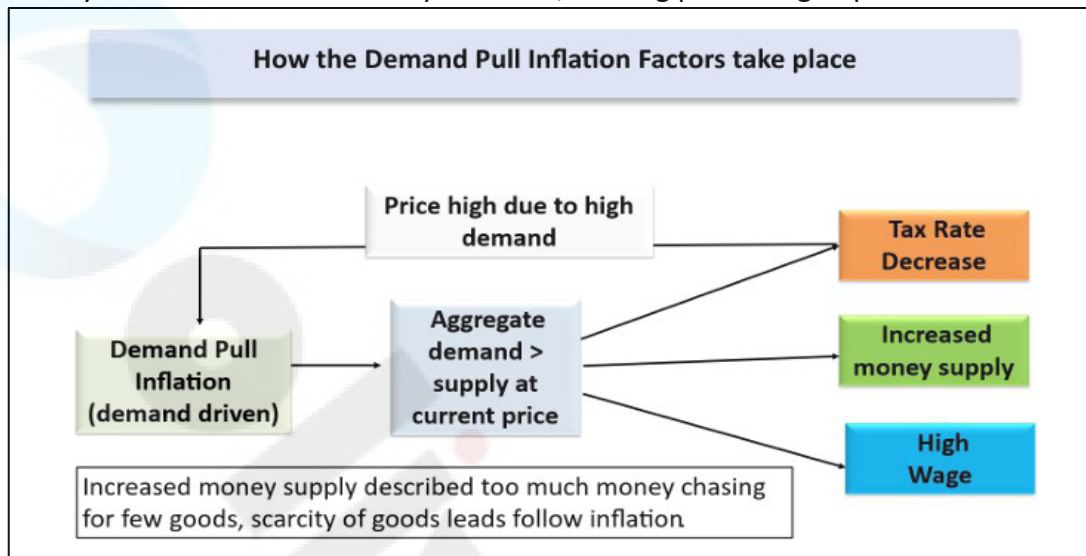 How the Demand Pull Inflation Factors take place
Price high due to high
demand
Tax Rate
Decrease
Aggregate
demand >
supply at
current price
Demand Pull
Inflation
(demand driven)
Increased
money supply
High
Wage
Increased money supply described too much money chasing
for few goods, scarcity of goods leads follow inflation.